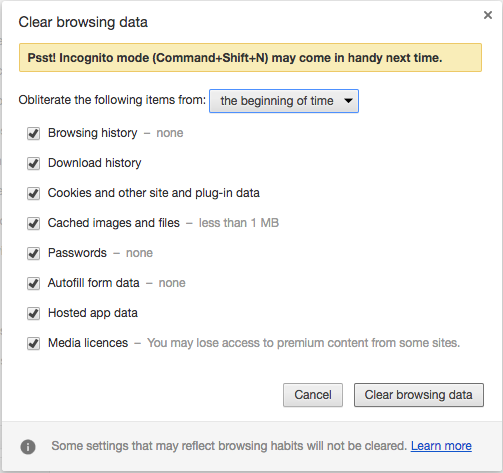 Clear browsing data
Psst! Incognito mode (Command+Shift+N) may come in handy next time.
Obliterate the following items from: the beginning of time
Browsing history – none
Download history
Cookies and other site and plug-in data
Cached images and files – less than 1 MB
Passwords – none
Autofill form data – none
Hosted app data
Media licences – You may lose access to premium content from some sites.
Cancel Clear browsing data
Some settings that may reflect browsing habits will not be cleared. Learn more